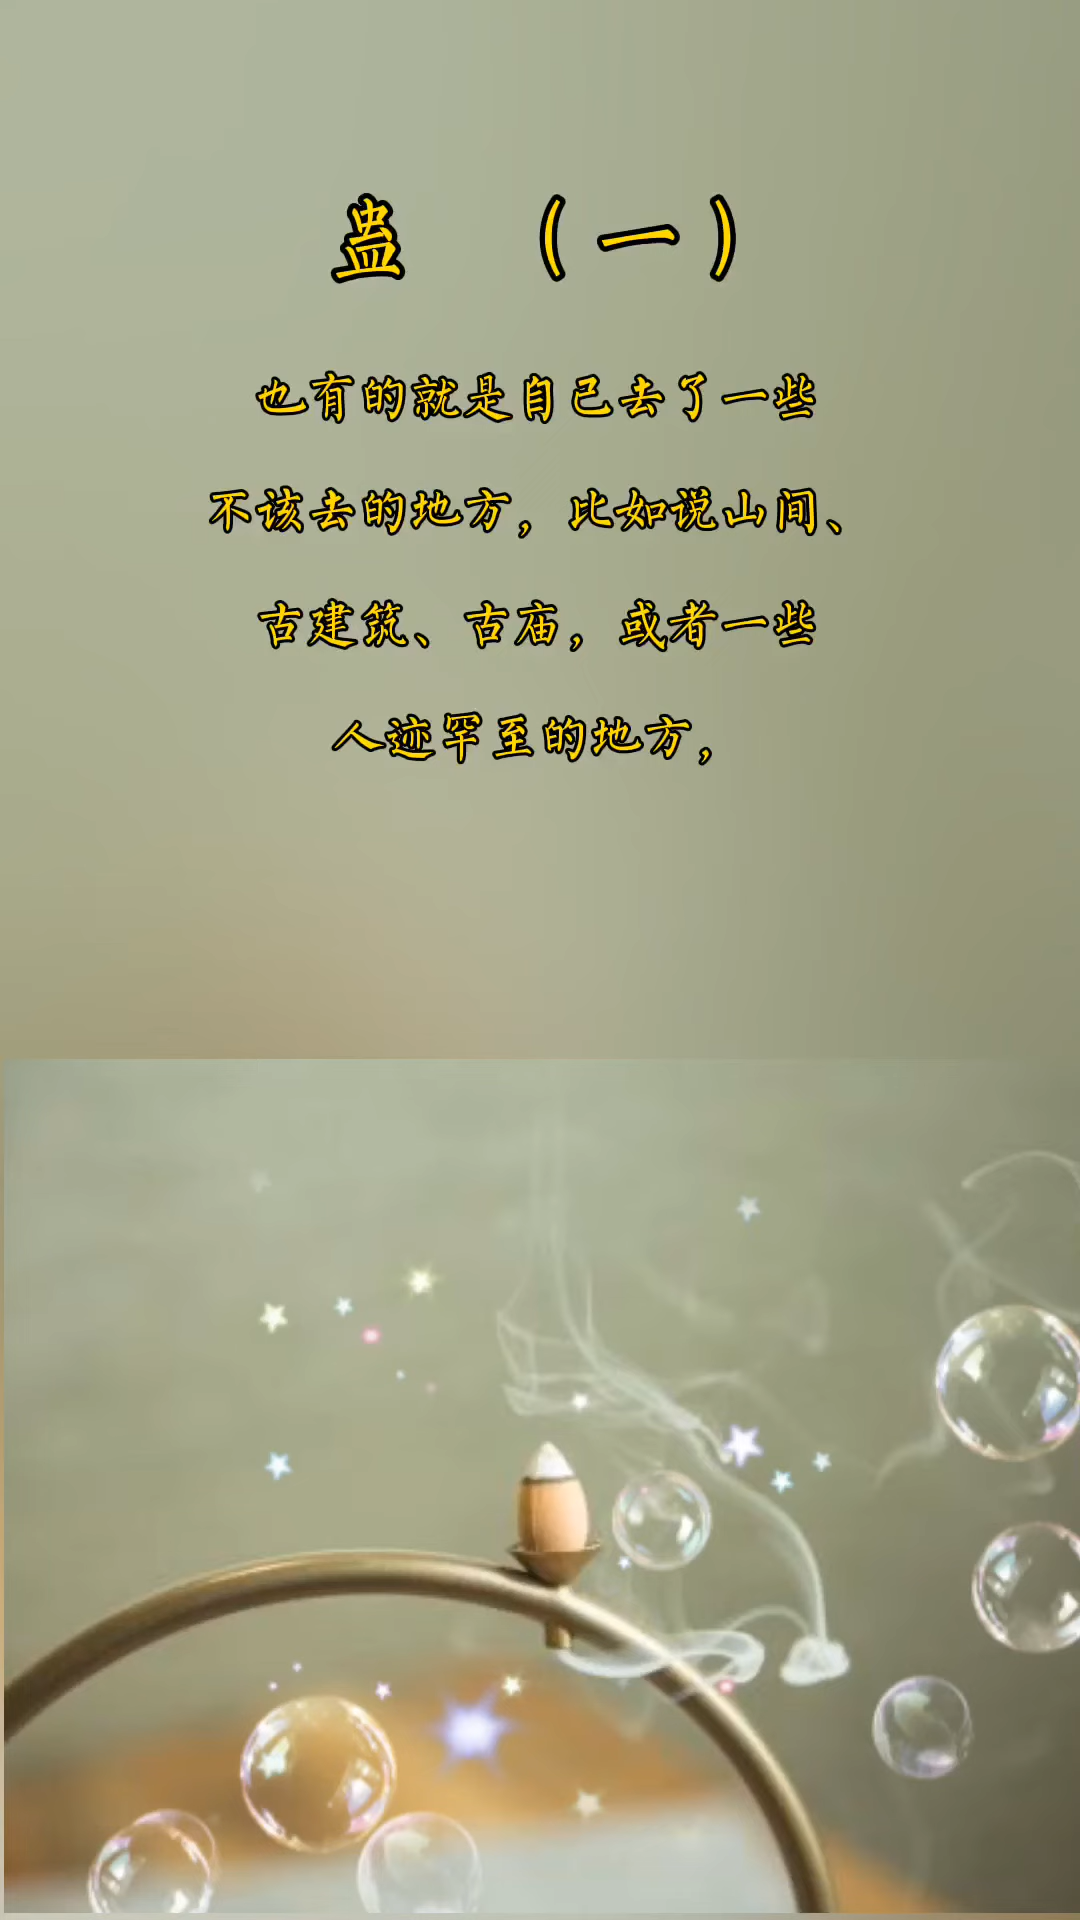 蛊 （一）
也有的就是自己去了一些
不该去的地方，比如说山间、
古建筑、古庙，或者一些
人迹罕至的地方，